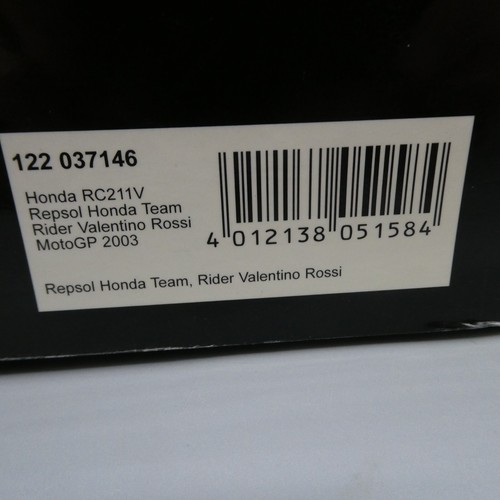 122 037146
Honda RC211V
Repsol Honda Team
Rider Valentino Rossi
MotoGP 2003
4 012138 051584
Repsol Honda Team, Rider Valentino Rossi